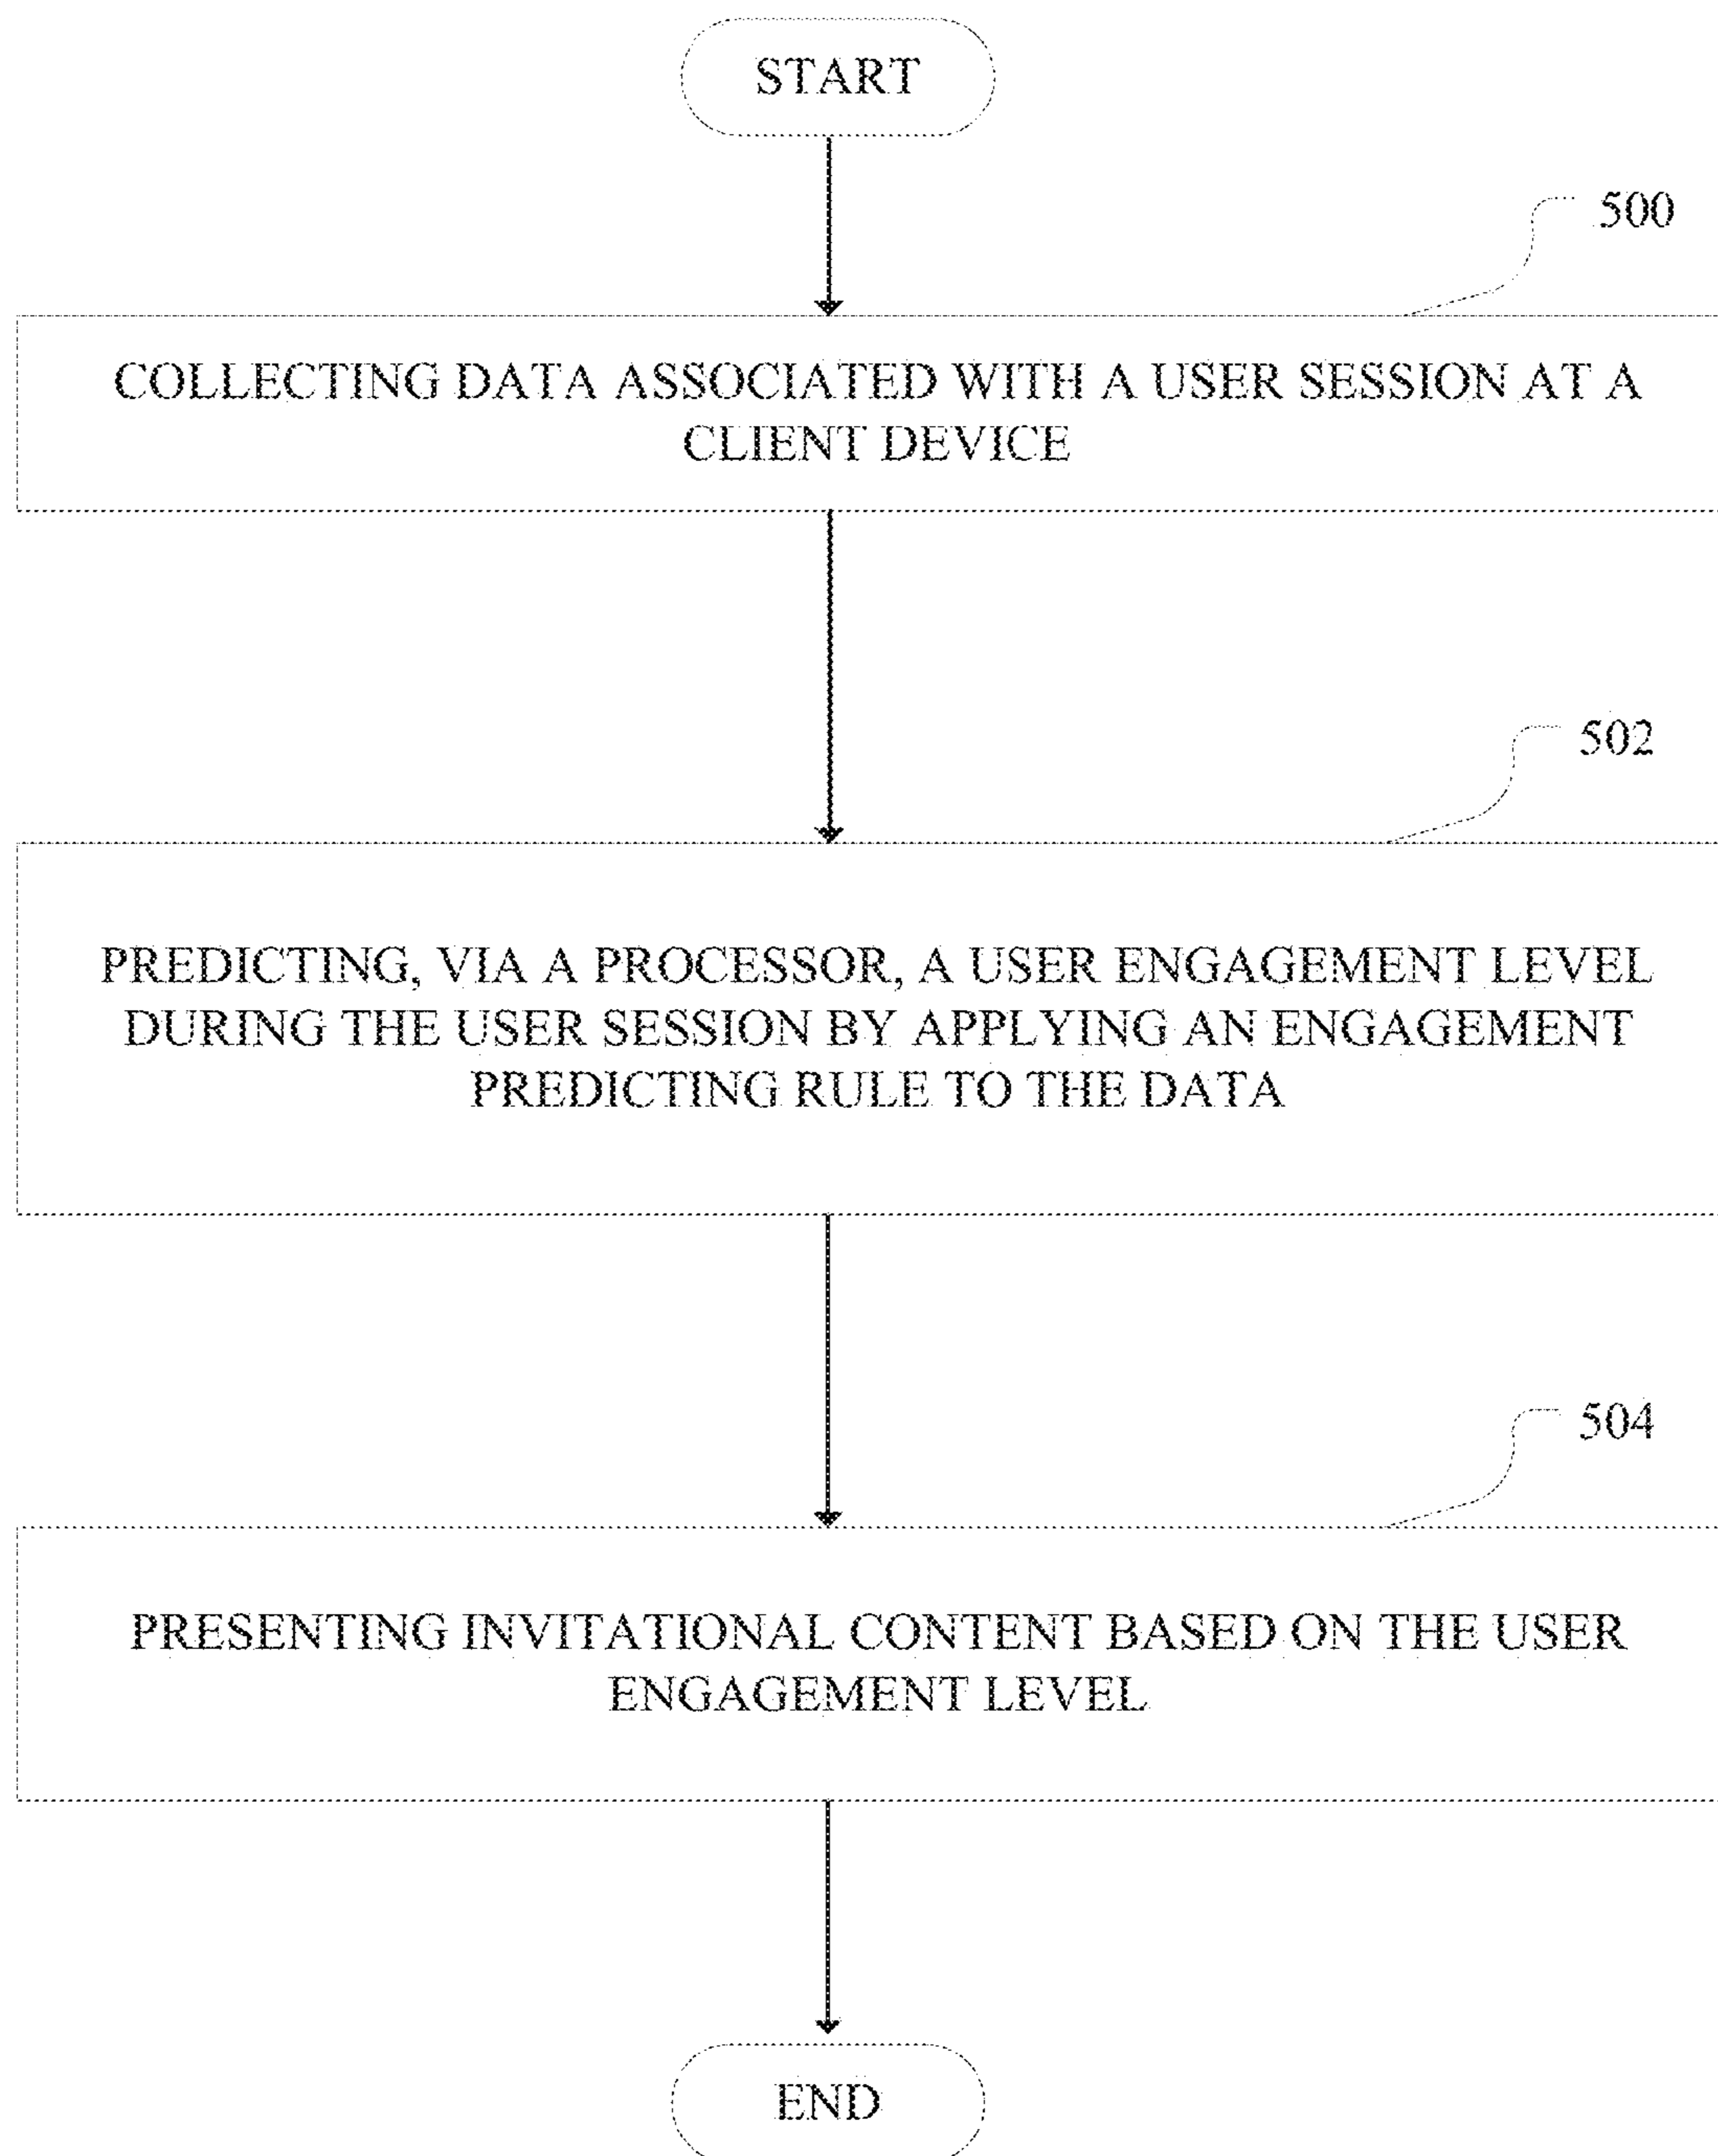 START
500
COLLECTING DATA ASSOCIATED WITH A USER SESSION AT A
CLIENT DEVICE
502
PREDICTING, VIA A PROCESSOR, A USER ENGAGEMENT LEVEL
DURING THE USER SESSION BY APPLYING AN ENGAGEMENT
PREDICTING RULE TO THE DATA
504
PRESENTING INVITATIONAL CONTENT BASED ON THE USER
ENGAGEMENT LEVEL
END